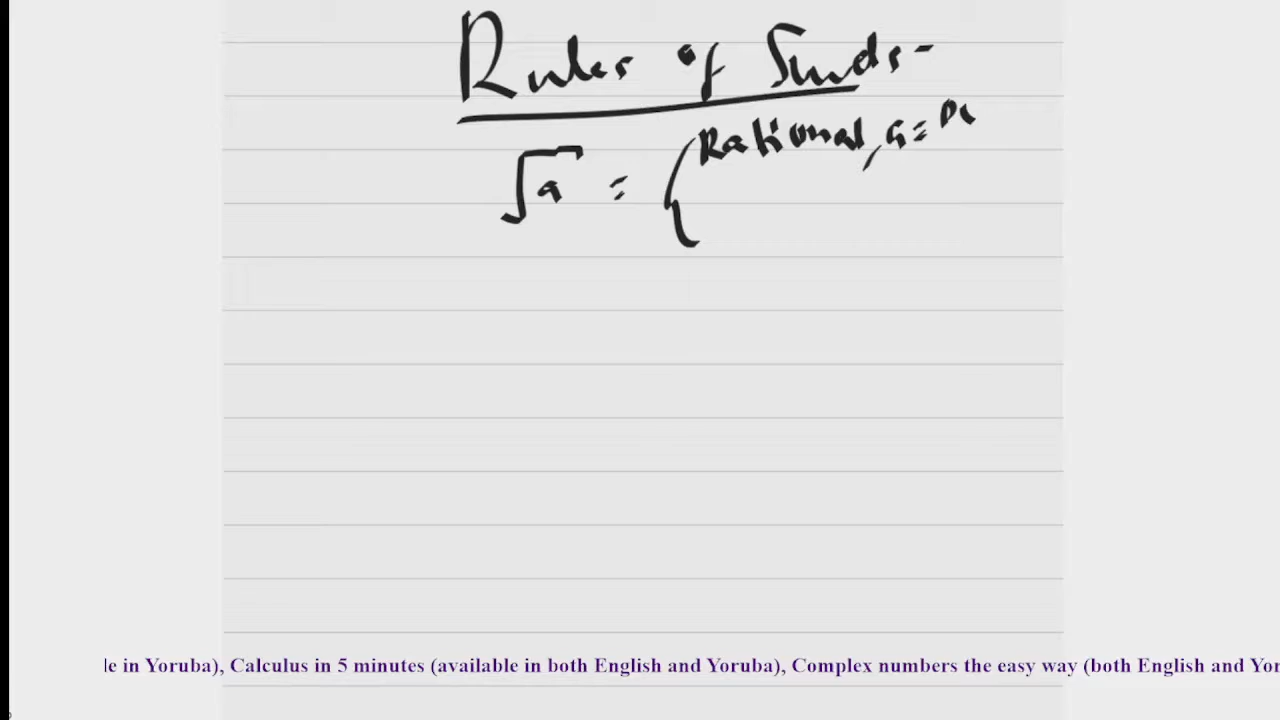 Rules of Surds -
√a = { Rational, a =
le in Yoruba), Calculus in 5 minutes (available in both English and Yoruba), Complex numbers the easy way (both English and Yor